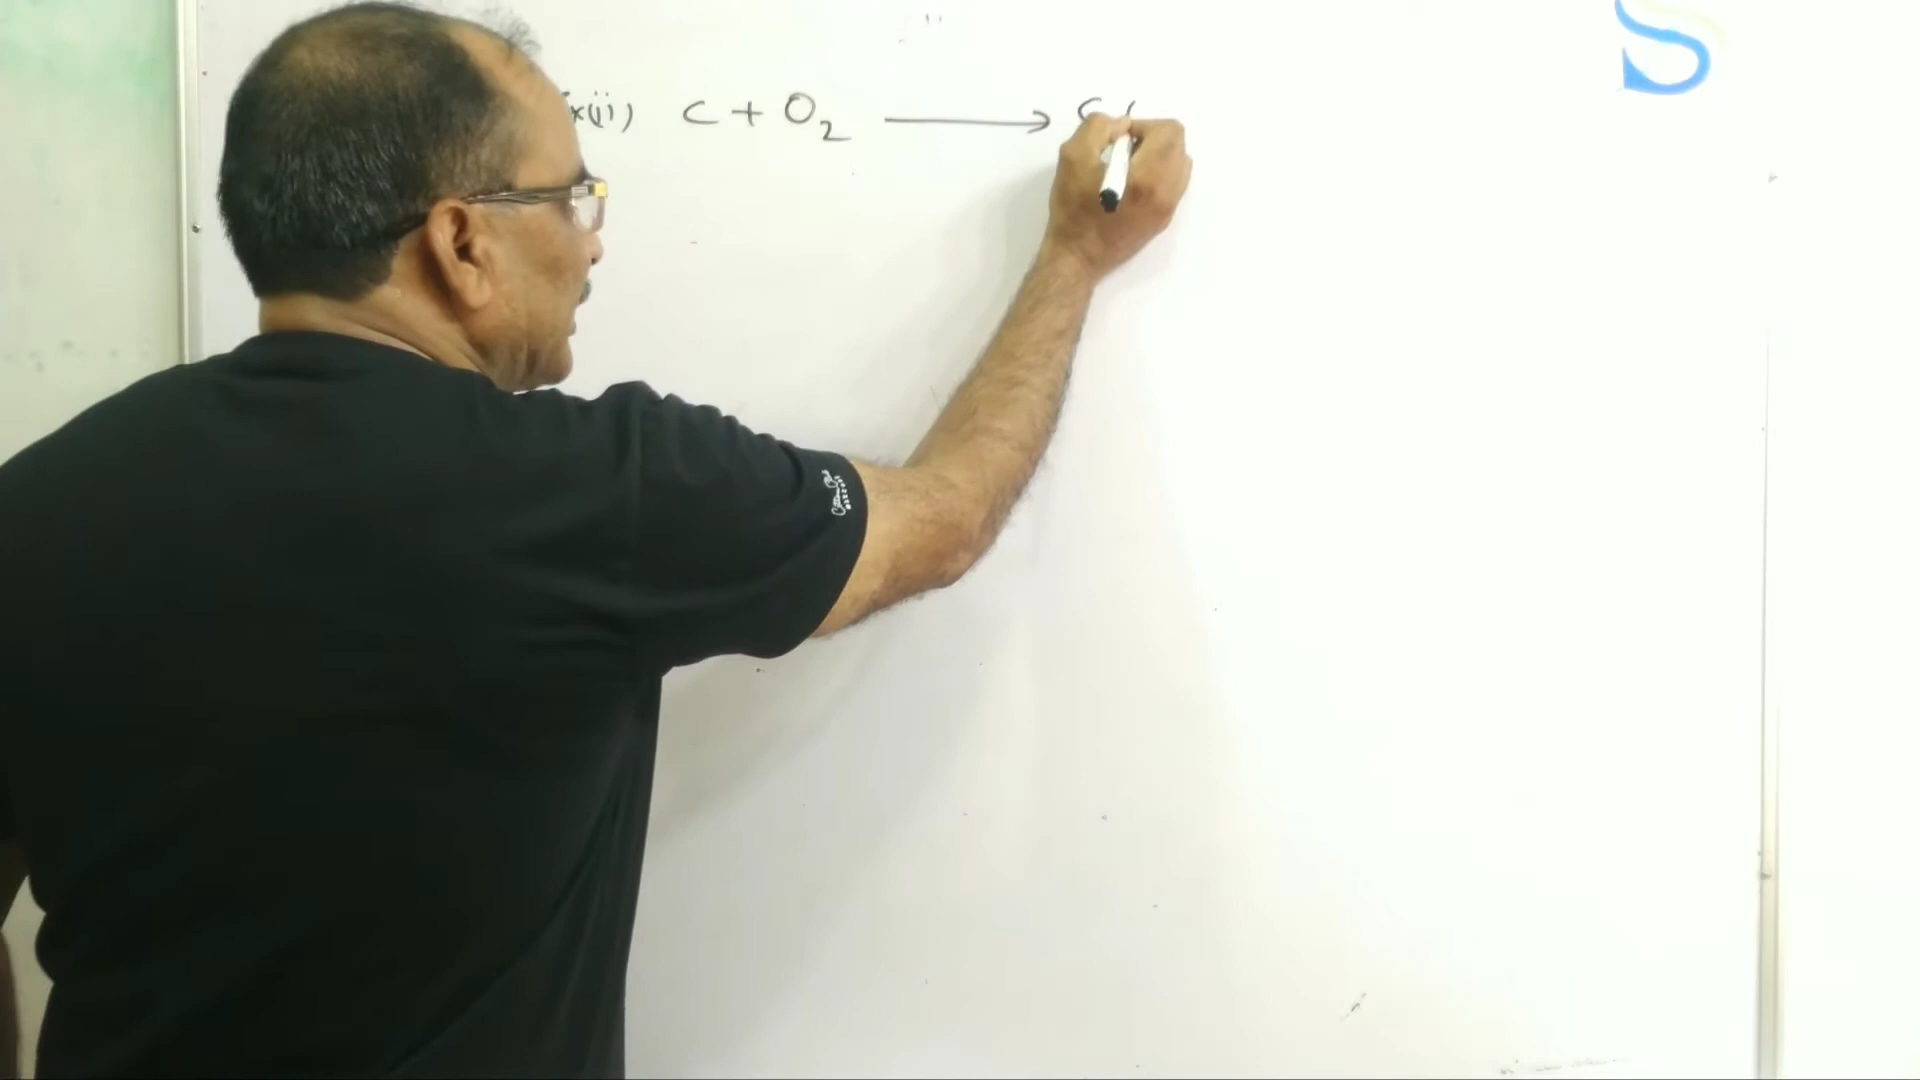 x(ii) C + O₂ ⟶ C
S